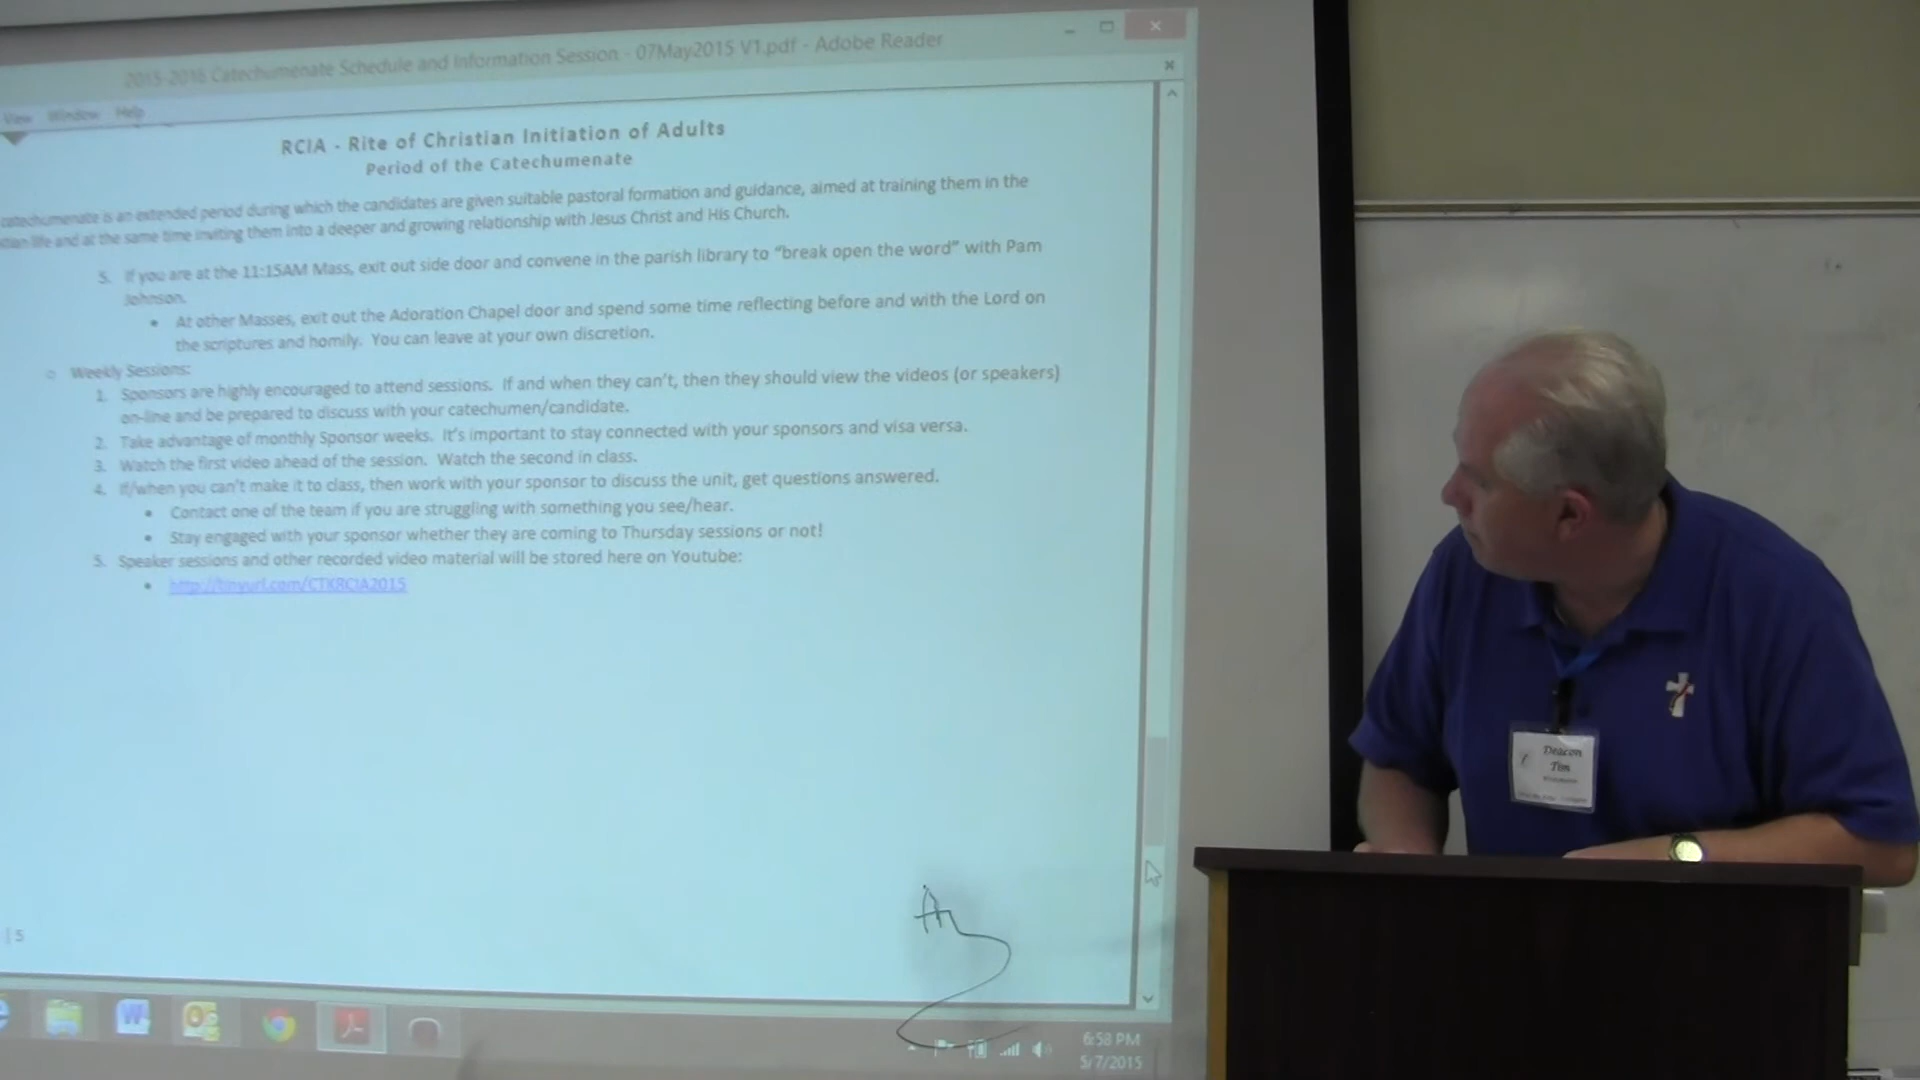 2015-2016 Catechumenate Schedule and Information Session - 07May2015 V1.pdf - Adobe Reader
View Window Help
RCIA - Rite of Christian Initiation of Adults
Period of the Catechumenate
catechumenate is an extended period during which the candidates are given suitable pastoral formation and guidance, aimed at training them in the
stian life and at the same time inviting them into a deeper and growing relationship with Jesus Christ and His Church.
5. If you are at the 11:15AM Mass, exit out side door and convene in the parish library to "break open the word" with Pam
Johnson.
• At other Masses, exit out the Adoration Chapel door and spend some time reflecting before and with the Lord on
the scriptures and homily. You can leave at your own discretion.
o Weekly Sessions:
1. Sponsors are highly encouraged to attend sessions. If and when they can't, then they should view the videos (or speakers)
on-line and be prepared to discuss with your catechumen/candidate.
2. Take advantage of monthly Sponsor weeks. It's important to stay connected with your sponsors and visa versa.
3. Watch the first video ahead of the session. Watch the second in class.
4. If/when you can't make it to class, then work with your sponsor to discuss the unit, get questions answered.
• Contact one of the team if you are struggling with something you see/hear.
• Stay engaged with your sponsor whether they are coming to Thursday sessions or not!
5. Speaker sessions and other recorded video material will be stored here on Youtube:
• http://tinyurl.com/CTKRCIA2015
| 5
6:58 PM
5/7/2015
Deacon
Tim